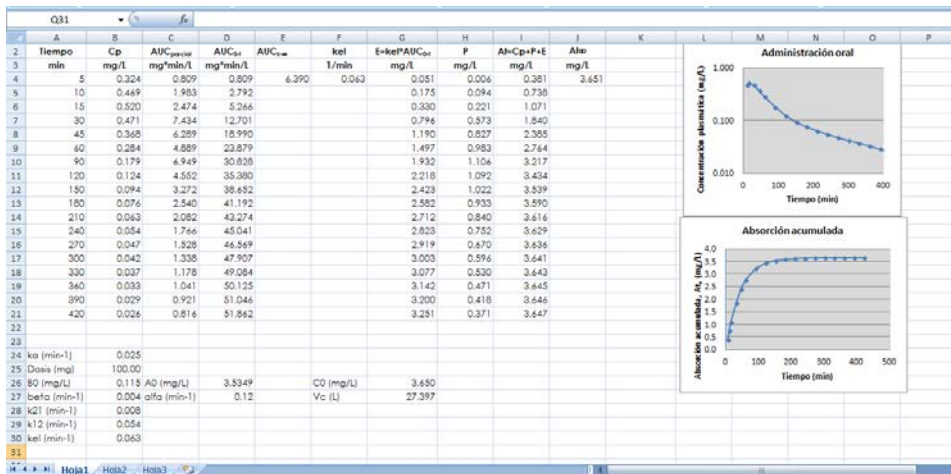 Q31 fx
A B C D E F G H I J K L M N O P
2 Tiempo Cp AUCparcial AUC0-t kel E=kel*AUC0-t P At=Cp+P+E At∞
3 min mg/L mg*min/L mg*min/L 1/min mg/L mg/L mg/L mg/L
4 5 0.324 0.809 0.809 6.390 0.063 0.051 0.006 0.381 3.651
5 10 0.469 1.983 2.792 0.175 0.094 0.738
6 15 0.520 2.474 5.266 0.330 0.221 1.071
7 30 0.471 7.434 12.701 0.796 0.573 1.840
8 45 0.368 6.289 18.990 1.190 0.827 2.385
9 60 0.284 4.889 23.879 1.497 0.983 2.764
10 90 0.179 6.949 30.828 1.932 1.106 3.217
11 120 0.124 4.552 35.380 2.218 1.092 3.434
12 150 0.094 3.272 38.652 2.423 1.022 3.539
13 180 0.076 2.540 41.192 2.582 0.933 3.590
14 210 0.063 2.082 43.274 2.712 0.840 3.616
15 240 0.054 1.766 45.041 2.823 0.752 3.629
16 270 0.047 1.528 46.569 2.919 0.670 3.636
17 300 0.042 1.338 47.907 3.003 0.596 3.641
18 330 0.037 1.178 49.084 3.077 0.530 3.643
19 360 0.033 1.041 50.125 3.142 0.471 3.645
20 390 0.029 0.921 51.046 3.200 0.418 3.646
21 420 0.026 0.816 51.862 3.251 0.371 3.647
22
23
24 ka (min-1) 0.025
25 Dosis (mg) 100.00
26 B0 (mg/L) 0.115 A0 (mg/L) 3.5349 C0 (mg/L) 3.650
27 beta (min-1) 0.004 alfa (min-1) 0.12 Vc (L) 27.397
28 k21 (min-1) 0.008
29 k12 (min-1) 0.054
30 kel (min-1) 0.063
31
Hoja1 Hoja2 Hoja3
Administración oral
Concentración plasmática (mg/L)
1.000
0.100
0.010
0 100 200 300 400
Tiempo (min)
Absorción acumulada
Absorción acumulada, At, (mg/L)
4.0
3.5
3.0
2.5
2.0
1.5
1.0
0.5
0.0
0 100 200 300 400 500
Tiempo (min)